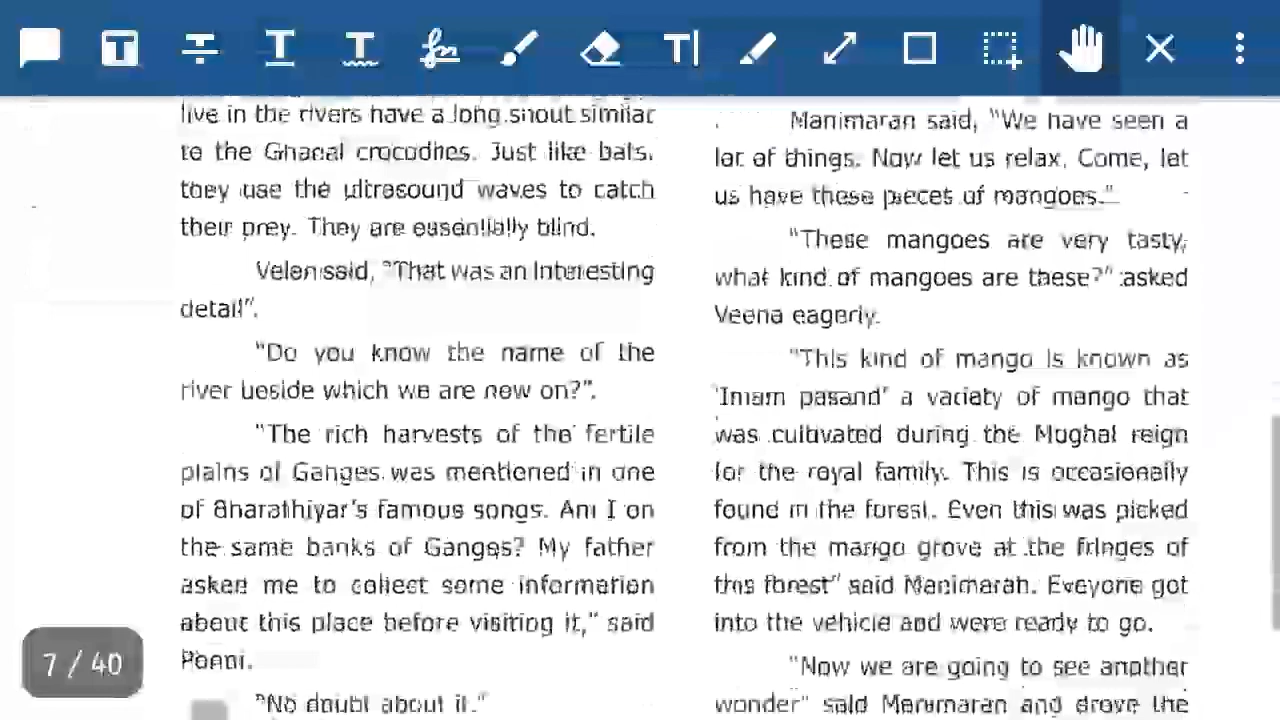 live in the rivers have a long snout similar
to the Gharial crocodiles. Just like bats,
they use the ultrasound waves to catch
their prey. They are essentially blind.
Velan said, "That was an interesting
detail".
"Do you know the name of the
river beside which we are now on?".
"The rich harvests of the fertile
plains of Ganges was mentioned in one
of Bharathiyar's famous songs. Am I on
the same banks of Ganges? My father
asked me to collect some information
about this place before visiting it," said
Ponni.
"No doubt about it."
Manimaran said, "We have seen a
lot of things. Now let us relax. Come, let
us have these pieces of mangoes."
"These mangoes are very tasty,
what kind of mangoes are these?" asked
Veena eagerly.
"This kind of mango is known as
'Imam pasand' a variety of mango that
was cultivated during the Mughal reign
for the royal family. This is occasionally
found in the forest. Even this was picked
from the mango grove at the fringes of
this forest" said Manimaran. Eveyone got
into the vehicle and were ready to go.
"Now we are going to see another
wonder" said Manimaran and drove the
7 / 40